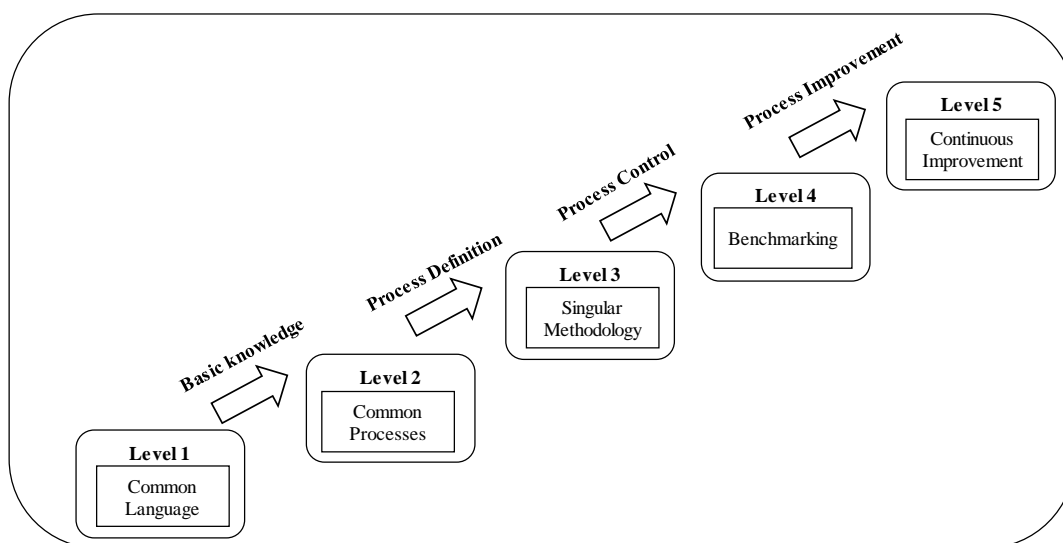 Level 1
Common
Language
Basic knowledge
Level 2
Common
Processes
Process Definition
Level 3
Singular
Methodology
Process Control
Level 4
Benchmarking
Process Improvement
Level 5
Continuous
Improvement